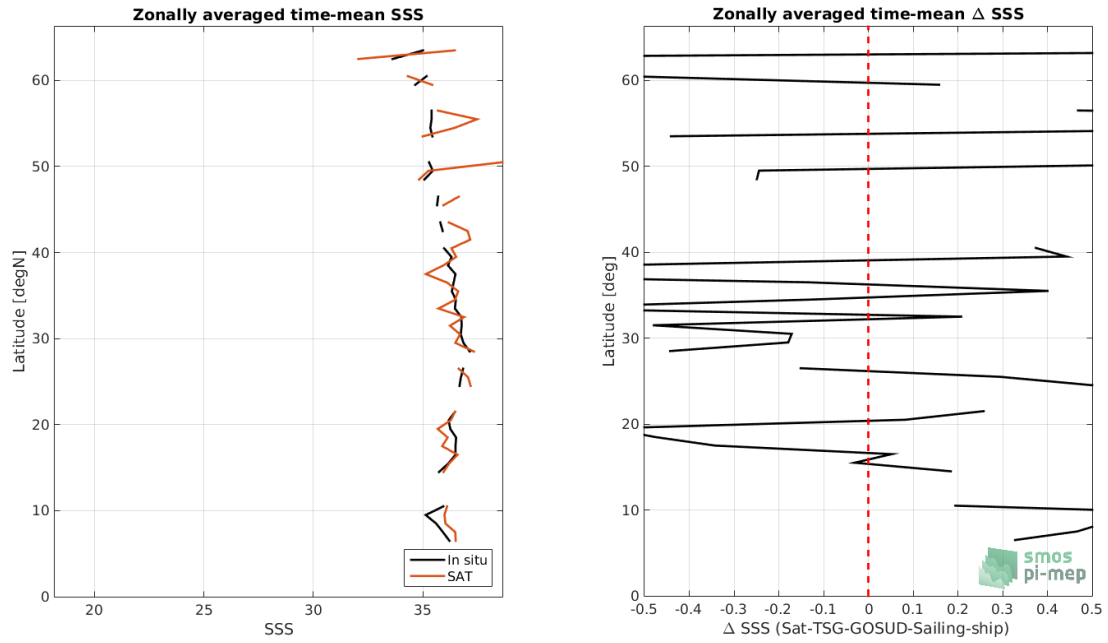 Zonally averaged time-mean SSS
60
50
40
30
20
10
0
Latitude [degN]
20
25
30
35
SSS
In situ
SAT
Zonally averaged time-mean Δ SSS
60
50
40
30
20
10
0
Latitude [deg]
-0.5
-0.4
-0.3
-0.2
-0.1
0
0.1
0.2
0.3
0.4
0.5
Δ SSS (Sat-TSG-GOSUD-Sailing-ship)
smos
pi-mep